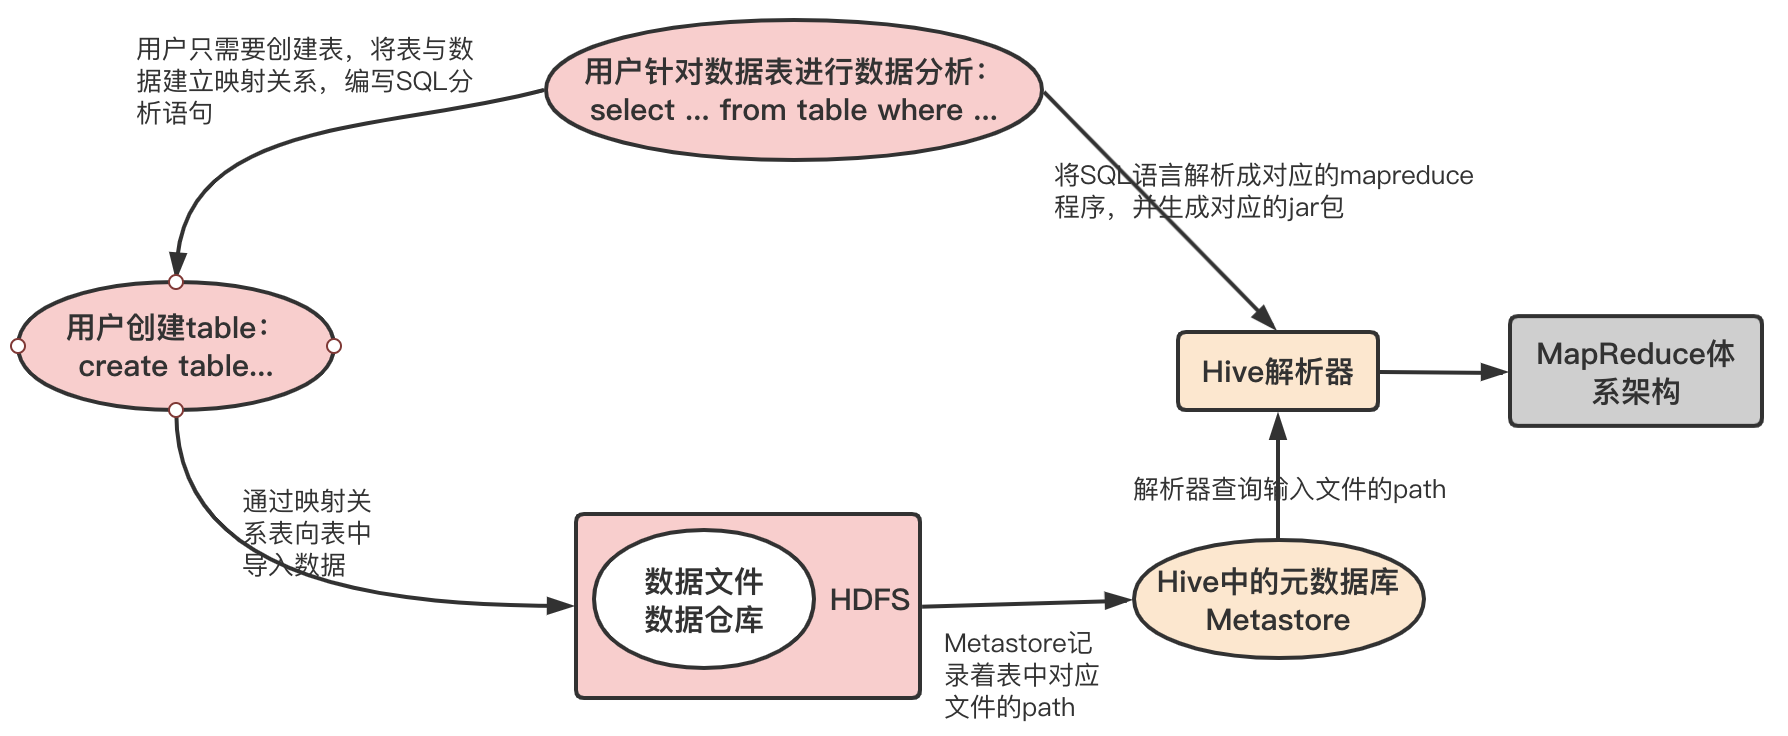 用户只需要创建表，将表与数
据建立映射关系，编写SQL分
析语句
用户针对数据表进行数据分析：
select ... from table where ...
将SQL语言解析成对应的mapreduce
程序，并生成对应的jar包
用户创建table：
create table...
Hive解析器
MapReduce体
系架构
通过映射关
系表向表中
导入数据
解析器查询输入文件的path
数据文件
数据仓库
HDFS
Hive中的元数据库
Metastore
Metastore记
录着表中对应
文件的path